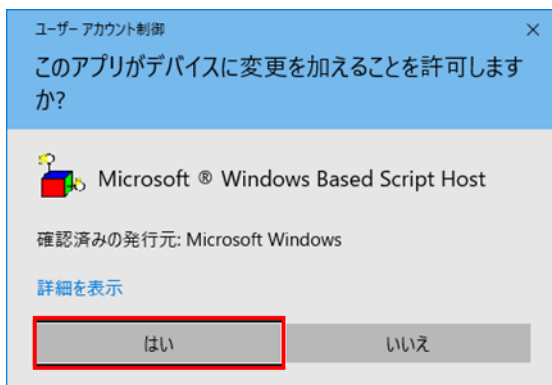 ユーザー アカウント制御
このアプリがデバイスに変更を加えることを許可します
か?
Microsoft ® Windows Based Script Host
確認済みの発行元: Microsoft Windows
詳細を表示
はい
いいえ